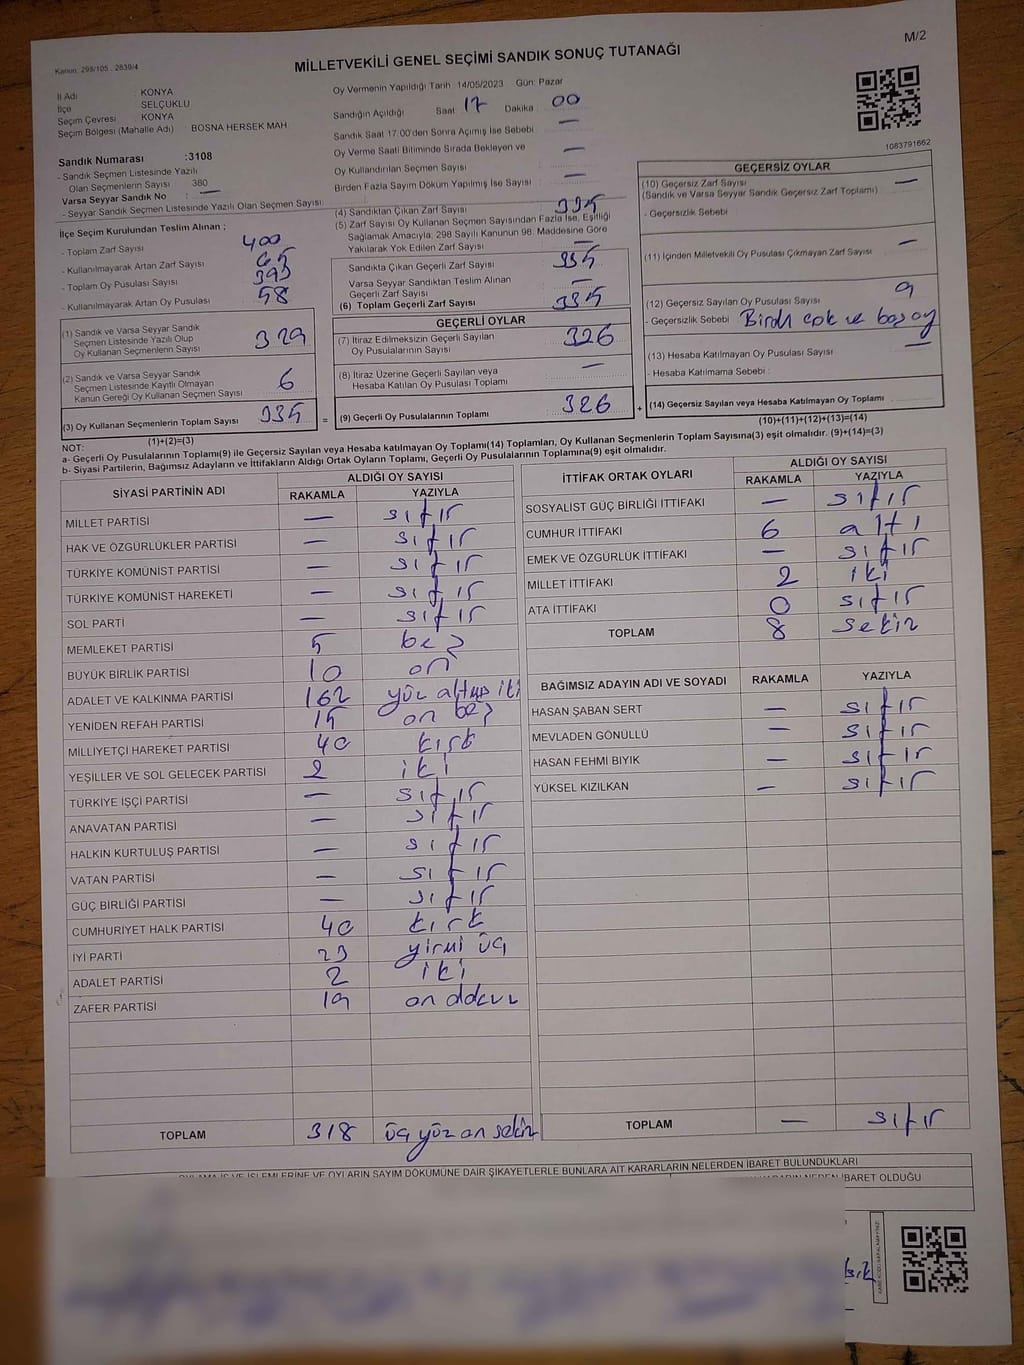 M/2
Kanun: 298/105 , 2839/4
MİLLETVEKİLİ GENEL SEÇİMİ SANDIK SONUÇ TUTANAĞI
İl Adı : KONYA
İlçe : SELÇUKLU
Seçim Çevresi : KONYA
Seçim Bölgesi (Mahalle Adı) BOSNA HERSEK MAH
Sandık Numarası :3108
- Sandık Seçmen Listesinde Yazılı
Olan Seçmenlerin Sayısı : 380
Varsa Seyyar Sandık No : —
- Seyyar Sandık Seçmen Listesinde Yazılı Olan Seçmen Sayısı:
Oy Vermenin Yapıldığı Tarih :14/05/2023 Gün: Pazar
Sandığın Açıldığı Saat : 17 Dakika : 00
Sandık Saat 17:00'den Sonra Açımış İse Sebebi : —
Oy Verme Saati Bitiminde Sırada Bekleyen ve
Oy Kullandırılan Seçmen Sayısı : —
Birden Fazla Sayım Döküm Yapılmış İse Sayısı : —
1083791662
İlçe Seçim Kurulundan Teslim Alınan ;
- Toplam Zarf Sayısı : 400
- Kullanılmayarak Artan Zarf Sayısı : 65
- Toplam Oy Pusulası Sayısı : 393
- Kullanılmayarak Artan Oy Pusulası : 58
(1) Sandık ve Varsa Seyyar Sandık
Seçmen Listesinde Yazılı Olup
Oy Kullanan Seçmenlerin Sayısı : 329
(2) Sandık ve Varsa Seyyar Sandık
Seçmen Listesinde Kayıtlı Olmayan
Kanun Gereği Oy Kullanan Seçmen Sayısı : 6
(3) Oy Kullanan Seçmenlerin Toplam Sayısı : 335
(1)+(2)=(3)
(4) Sandıktan Çıkan Zarf Sayısı : 335
(5) Zarf Sayısı Oy Kullanan Seçmen Sayısından Fazla İse, Eşitliği
Sağlamak Amacıyla; 298 Sayılı Kanunun 98. Maddesine Göre
Yakılarak Yok Edilen Zarf Sayısı : —
Sandıkta Çıkan Geçerli Zarf Sayısı : 335
Varsa Seyyar Sandıktan Teslim Alınan
Geçerli Zarf Sayısı : —
(6) Toplam Geçerli Zarf Sayısı : 335
GEÇERLİ OYLAR
(7) İtiraz Edilmeksizin Geçerli Sayılan
Oy Pusulalarının Sayısı : 326
(8) İtiraz Üzerine Geçerli Sayılan veya
Hesaba Katılan Oy Pusulası Toplamı : —
= (9) Geçerli Oy Pusulalarının Toplamı : 326
GEÇERSİZ OYLAR
(10) Geçersiz Zarf Sayısı : —
(Sandık ve Varsa Seyyar Sandık Geçersiz Zarf Toplamı)
- Geçersizlik Sebebi :
(11) İçinden Milletvekili Oy Pusulası Çıkmayan Zarf Sayısı : —
(12) Geçersiz Sayılan Oy Pusulası Sayısı : 9
- Geçersizlik Sebebi : Birden çok ve boş oy
(13) Hesaba Katılmayan Oy Pusulası Sayısı : —
- Hesaba Katılmama Sebebi :
+ (14) Geçersiz Sayılan veya Hesaba Katılmayan Oy Toplamı :
(10)+(11)+(12)+(13)=(14)
NOT:
a- Geçerli Oy Pusulalarının Toplamı(9) ile Geçersiz Sayılan veya Hesaba katılmayan Oy Toplamı(14) Toplamları, Oy Kullanan Seçmenlerin Toplam Sayısına(3) eşit olmalıdır. (9)+(14)=(3)
b- Siyasi Partilerin, Bağımsız Adayların ve İttifakların Aldığı Ortak Oyların Toplamı, Geçerli Oy Pusulalarının Toplamına(9) eşit olmalıdır.
SİYASİ PARTİNİN ADI ALDIĞI OY SAYISI
RAKAMLA YAZIYLA
MİLLET PARTİSİ — sıfır
HAK VE ÖZGÜRLÜKLER PARTİSİ — sıfır
TÜRKİYE KOMÜNİST PARTİSİ — sıfır
TÜRKİYE KOMÜNİST HAREKETİ — sıfır
SOL PARTİ — sıfır
MEMLEKET PARTİSİ 5 beş
BÜYÜK BİRLİK PARTİSİ 10 on
ADALET VE KALKINMA PARTİSİ 162 yüz altmış iki
YENİDEN REFAH PARTİSİ 15 on beş
MİLLİYETÇİ HAREKET PARTİSİ 40 kırk
YEŞİLLER VE SOL GELECEK PARTİSİ 2 iki
TÜRKİYE İŞÇİ PARTİSİ — sıfır
ANAVATAN PARTİSİ — sıfır
HALKIN KURTULUŞ PARTİSİ — sıfır
VATAN PARTİSİ — sıfır
GÜÇ BİRLİĞİ PARTİSİ — sıfır
CUMHURİYET HALK PARTİSİ 40 kırk
İYİ PARTİ 23 yirmi üç
ADALET PARTİSİ 2 iki
ZAFER PARTİSİ 19 on dokuz
TOPLAM 318 üç yüz on sekiz
İTTİFAK ORTAK OYLARI ALDIĞI OY SAYISI
RAKAMLA YAZIYLA
SOSYALİST GÜÇ BİRLİĞİ İTTİFAKI — sıfır
CUMHUR İTTİFAKI 6 altı
EMEK VE ÖZGÜRLÜK İTTİFAKI — sıfır
MİLLET İTTİFAKI 2 iki
ATA İTTİFAKI 0 sıfır
TOPLAM 8 sekiz
BAĞIMSIZ ADAYIN ADI VE SOYADI RAKAMLA YAZIYLA
HASAN ŞABAN SERT — sıfır
MEVLADEN GÖNÜLLÜ — sıfır
HASAN FEHMİ BIYIK — sıfır
YÜKSEL KIZILKAN — sıfır
TOPLAM — sıfır
OYLAMA İŞ VE İŞLEMLERİNE VE OYLARIN SAYIM DÖKÜMÜNE DAİR ŞİKAYETLERLE BUNLARA AİT KARARLARIN NELERDEN İBARET BULUNDUKLARI
İBARET OLDUĞU